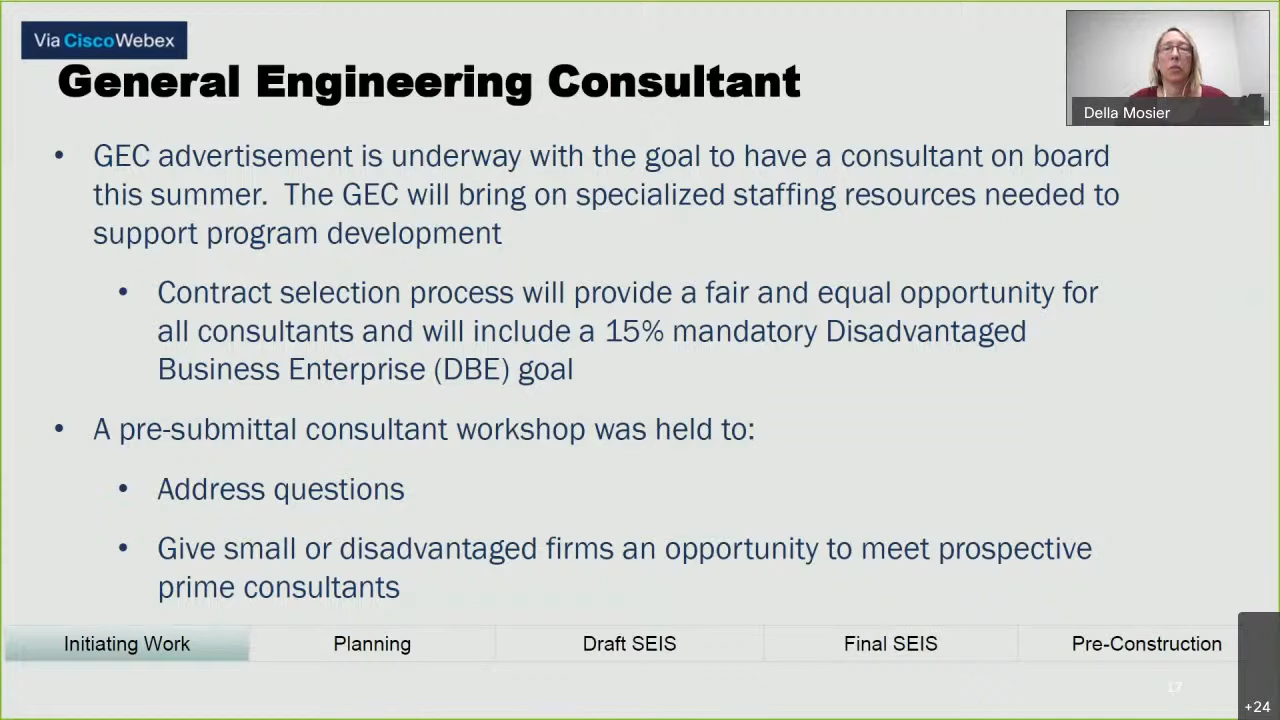 Via CiscoWebex
General Engineering Consultant
Della Mosier
• GEC advertisement is underway with the goal to have a consultant on board
this summer.  The GEC will bring on specialized staffing resources needed to
support program development
• Contract selection process will provide a fair and equal opportunity for
all consultants and will include a 15% mandatory Disadvantaged
Business Enterprise (DBE) goal
• A pre-submittal consultant workshop was held to:
• Address questions
• Give small or disadvantaged firms an opportunity to meet prospective
prime consultants
Initiating Work Planning Draft SEIS Final SEIS Pre-Construction
17
+24